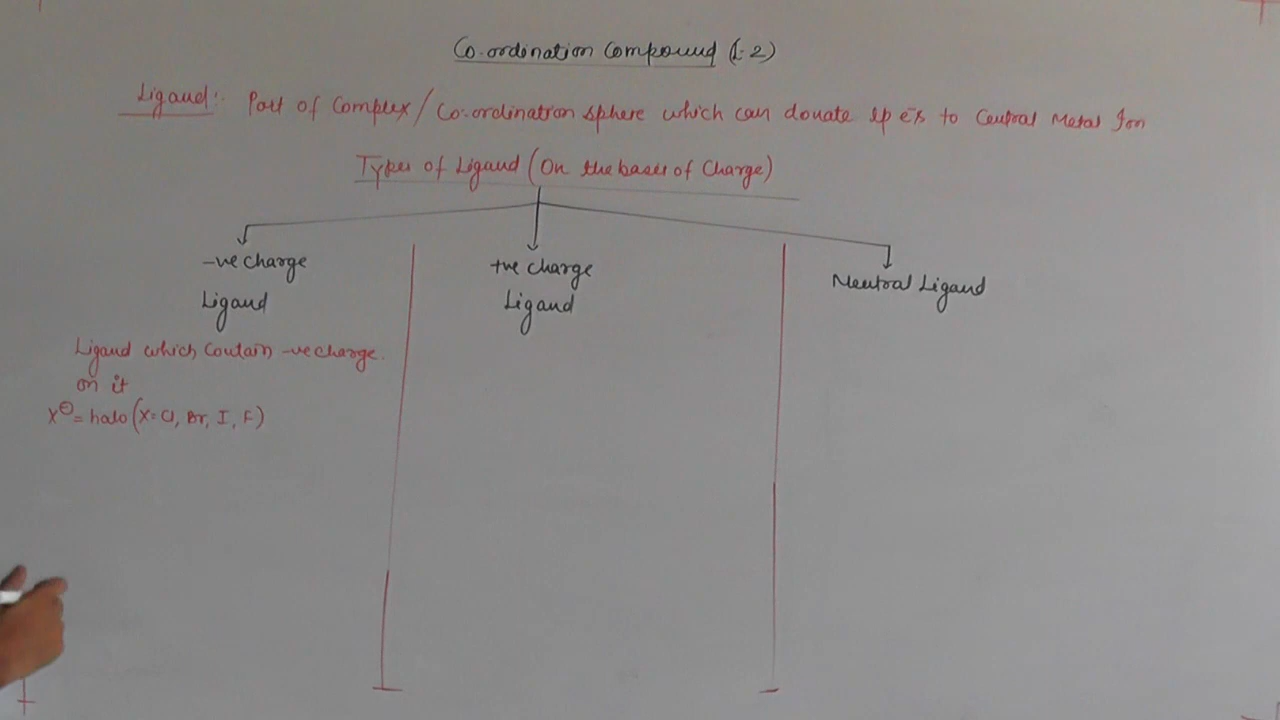 Co.ordination Compound (L-2)
Ligand:- Part of Complex/Co.ordination sphere which can donate lp e⁻s to Central Metal Ion
Types of Ligand (On the bases of Charge)
-ve charge
Ligand
+ve charge
Ligand
Neutral Ligand
Ligand which contain -ve charge.
on it
X⊖ = halo (X = Cl, Br, I, F)